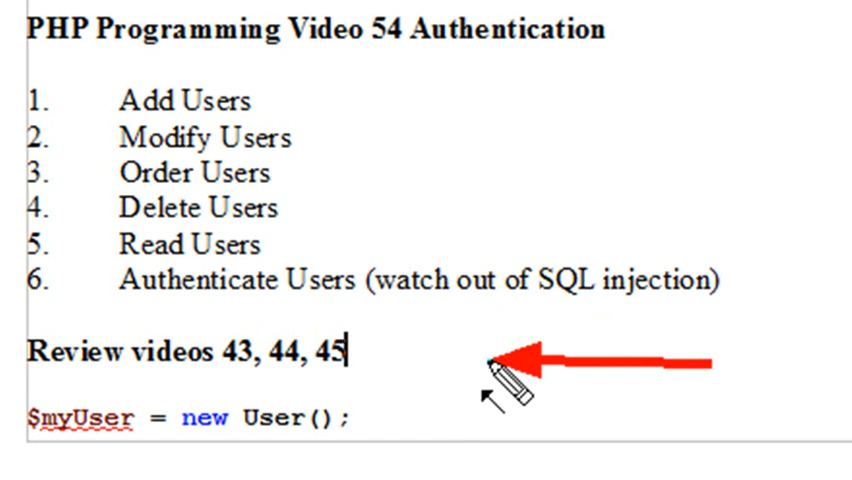 PHP Programming Video 54 Authentication
1. Add Users
2. Modify Users
3. Order Users
4. Delete Users
5. Read Users
6. Authenticate Users (watch out of SQL injection)
Review videos 43, 44, 45
$myUser = new User();